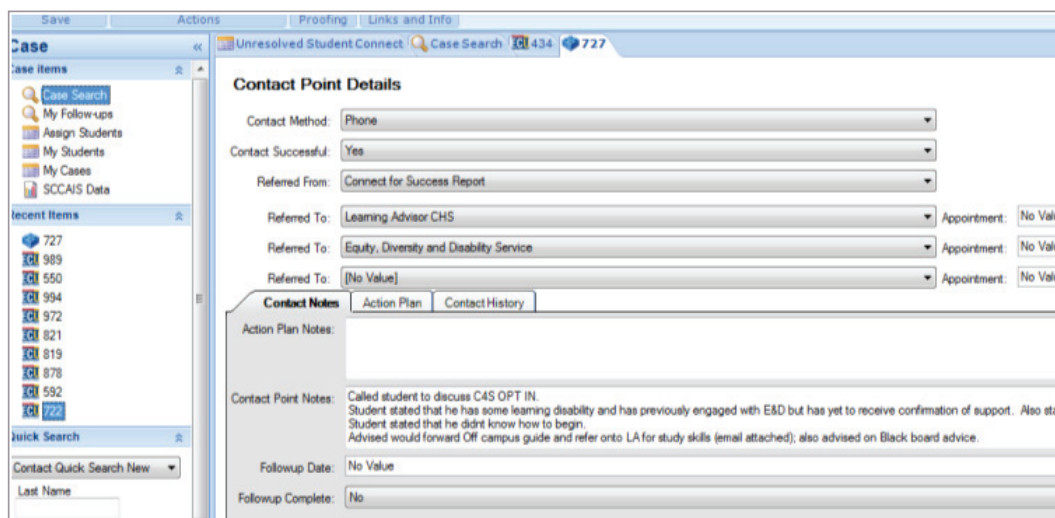 Save Actions Proofing Links and Info
Case «
Case items
Case Search
My Follow-ups
Assign Students
My Students
My Cases
SCCAIS Data
Recent Items
727
989
550
994
972
821
819
878
592
722
Quick Search
Contact Quick Search New
Last Name
Unresolved Student Connect Case Search 434 727
Contact Point Details
Contact Method: Phone
Contact Successful: Yes
Referred From: Connect for Success Report
Referred To: Learning Advisor CHS Appointment: No Valu
Referred To: Equity, Diversity and Disability Service Appointment: No Valu
Referred To: [No Value] Appointment: No Valu
Contact Notes Action Plan Contact History
Action Plan Notes:
Contact Point Notes: Called student to discuss C4S OPT IN.
Student stated that he has some learning disability and has previously engaged with E&D but has yet to receive confirmation of support. Also sta
Student stated that he didnt know how to begin.
Advised would forward Off campus guide and refer onto LA for study skills (email attached); also advised on Black board advice.
Followup Date: No Value
Followup Complete: No